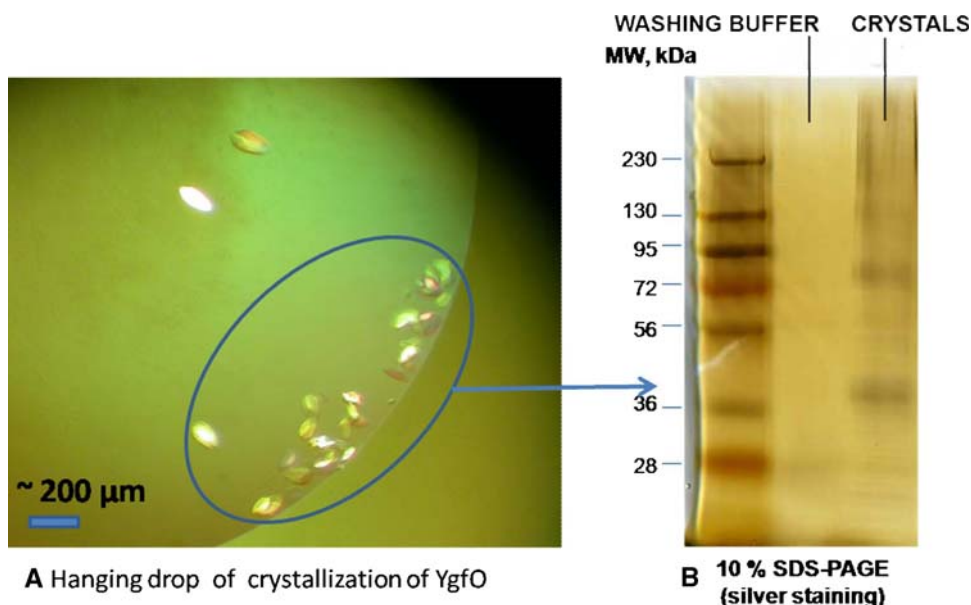 WASHING BUFFER CRYSTALS
MW, kDa
230
130
95
72
56
36
28
~ 200 µm
A Hanging drop of crystallization of YgfO
B 10 % SDS-PAGE
(silver staining)